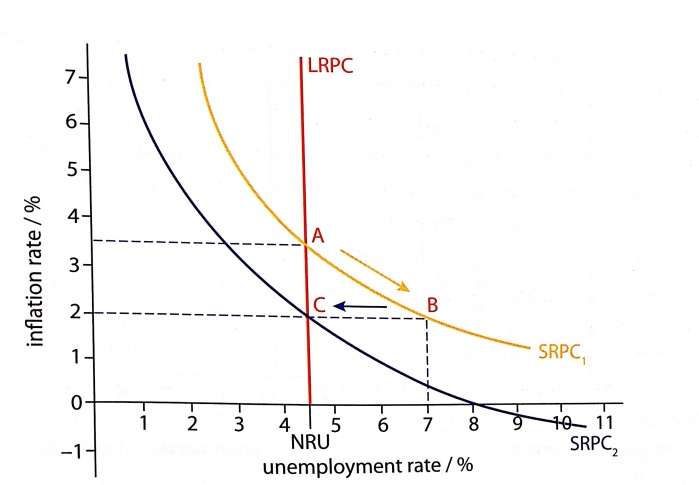 7
LRPC
6
5
4
A
3
C
B
2
1
SRPC₁
0
1 2 3 4 5 6 7 8 9 10 11
NRU
SRPC₂
−1
unemployment rate / %
inflation rate / %